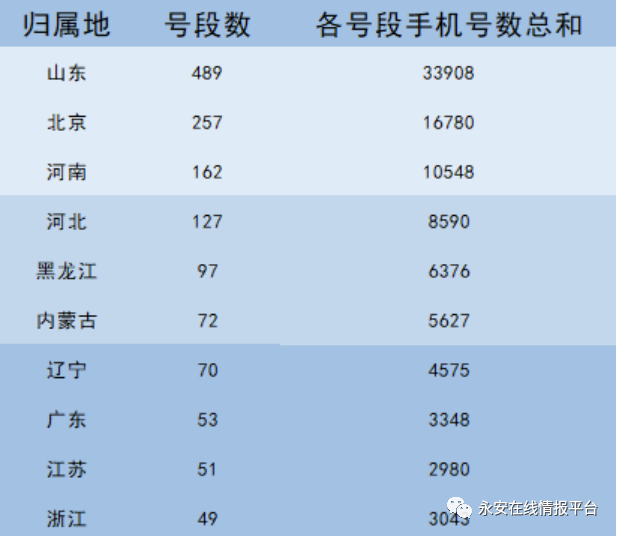 归属地 号段数 各号段手机号数总和
山东 489 33908
北京 257 16780
河南 162 10548
河北 127 8590
黑龙江 97 6376
内蒙古 72 5627
辽宁 70 4575
广东 53 3348
江苏 51 2980
浙江 49 3043
永安在线情报平台